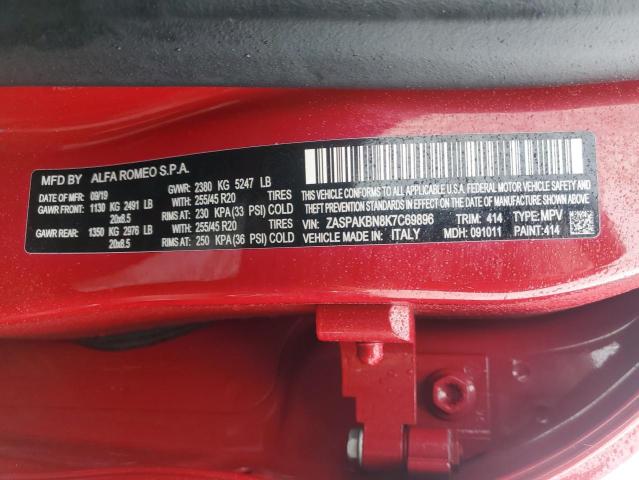 MFD BY ALFA ROMEO S.P.A.
DATE OF MFR: 09/19 GVWR: 2380 KG 5247 LB
GAWR FRONT: 1130 KG 2491 LB WITH: 255/45 R20 TIRES
20x8.5 RIMS AT: 230 KPA(33 PSI) COLD
GAWR REAR: 1350 KG 2976 LB WITH: 255/45 R20 TIRES
20x8.5 RIMS AT: 250 KPA(36 PSI) COLD
THIS VEHICLE CONFORMS TO ALL APPLICABLE
FEDERAL MOTOR VEHICLE SAFETY, BUMPER, AND
THEFT PREVENTION STANDARDS IN EFFECT ON
THE DATE OF MANUFACTURE SHOWN ABOVE.
VIN: ZASPAKBN8K7C69896 TRIM: 414 TYPE: MPV
VEHICLE MADE IN: ITALY MDH: 091011 PAINT:414